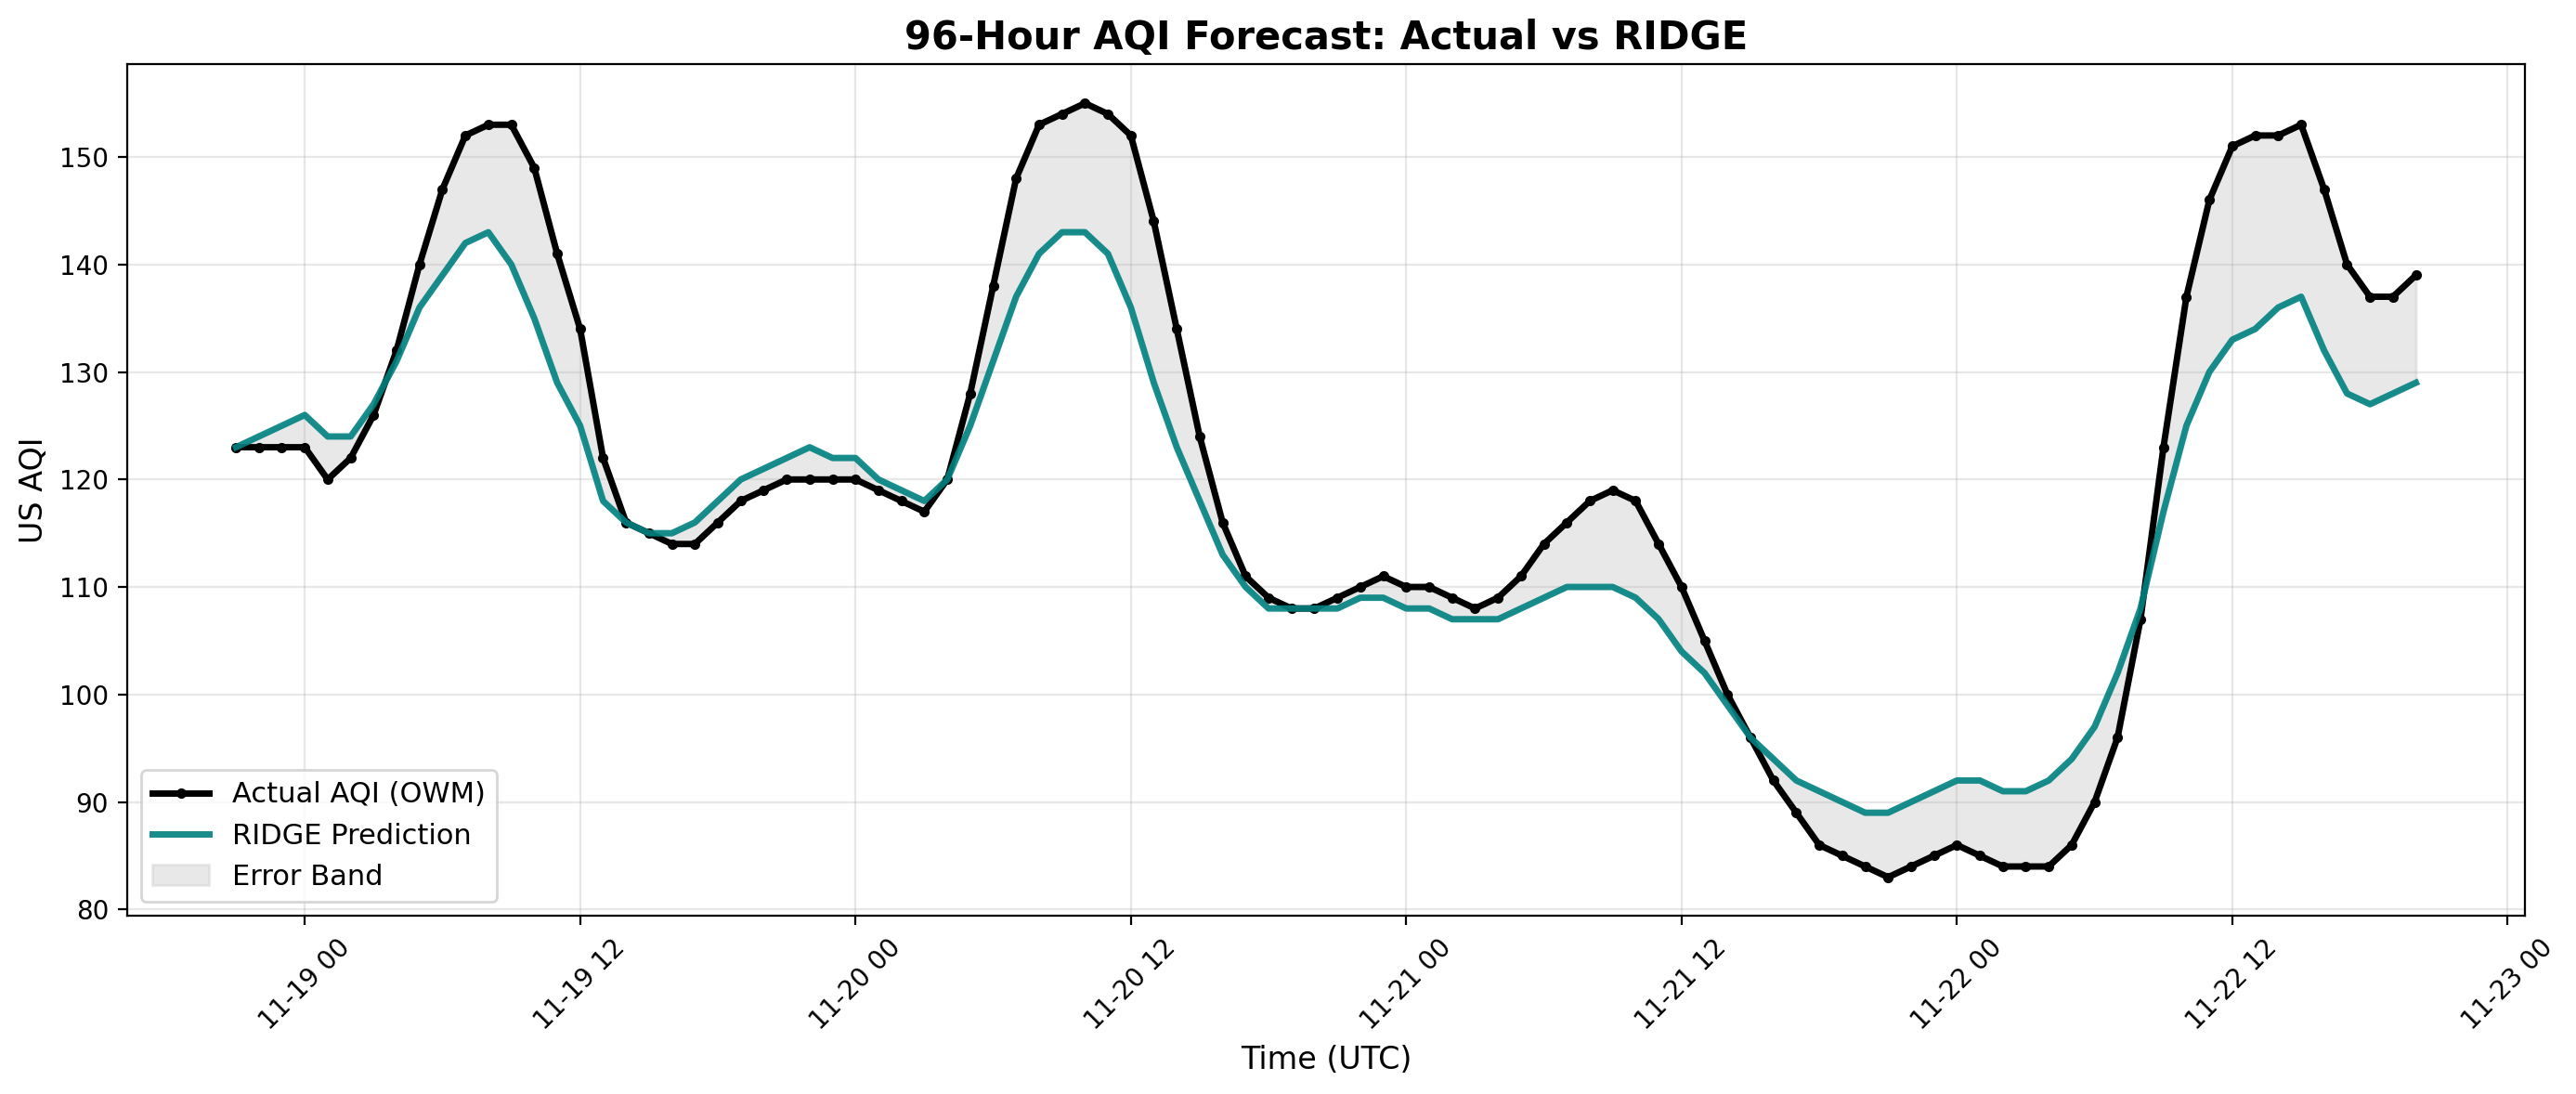 96-Hour AQI Forecast: Actual vs RIDGE
US AQI
150
140
130
120
110
100
90
80
Actual AQI (OWM)
RIDGE Prediction
Error Band
11-19 00
11-19 12
11-20 00
11-20 12
11-21 00
11-21 12
11-22 00
11-22 12
11-23 00
Time (UTC)